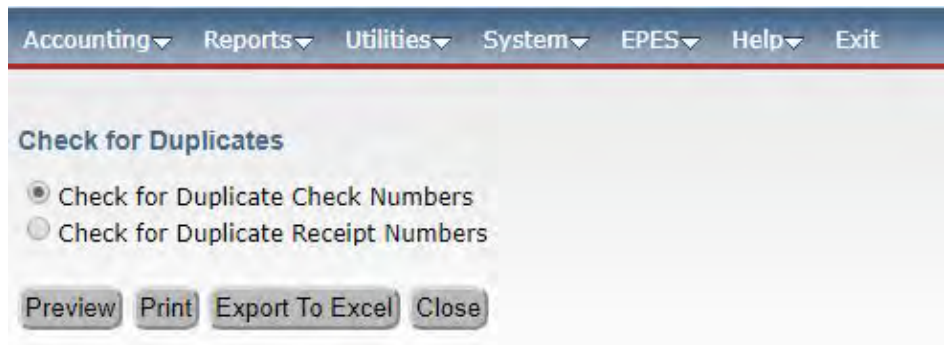 Accounting Reports Utilities System EPES Help Exit
Check for Duplicates
Check for Duplicate Check Numbers
Check for Duplicate Receipt Numbers
Preview Print Export To Excel Close